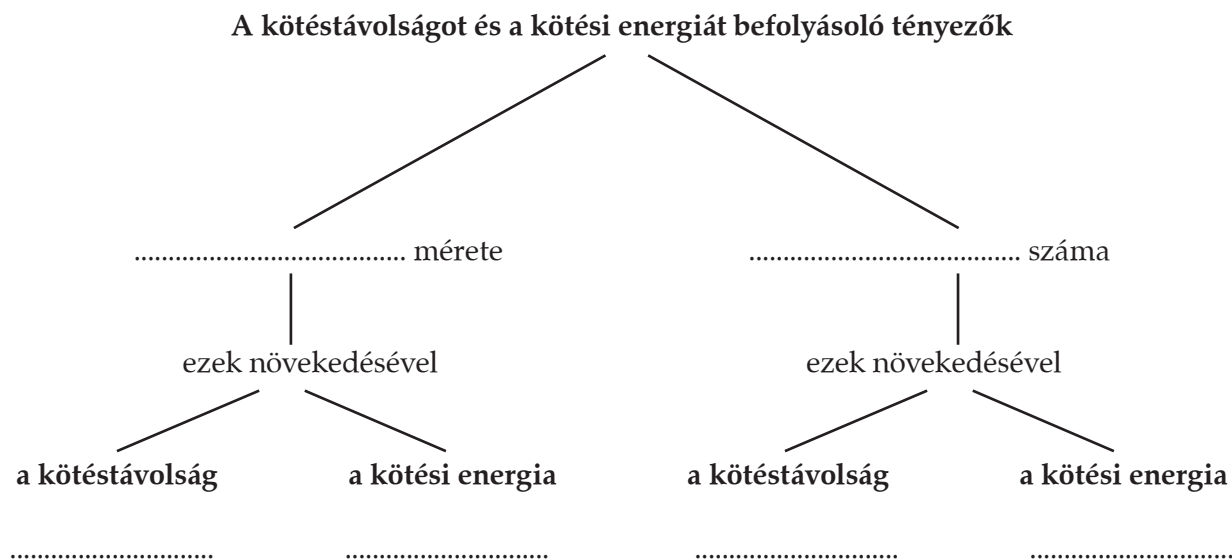 A kötéstávolságot és a kötési energiát befolyásoló tényezők
........................................ mérete ........................................ száma
ezek növekedésével ezek növekedésével
a kötéstávolság a kötési energia a kötéstávolság a kötési energia
.............................. .............................. .............................. ..............................